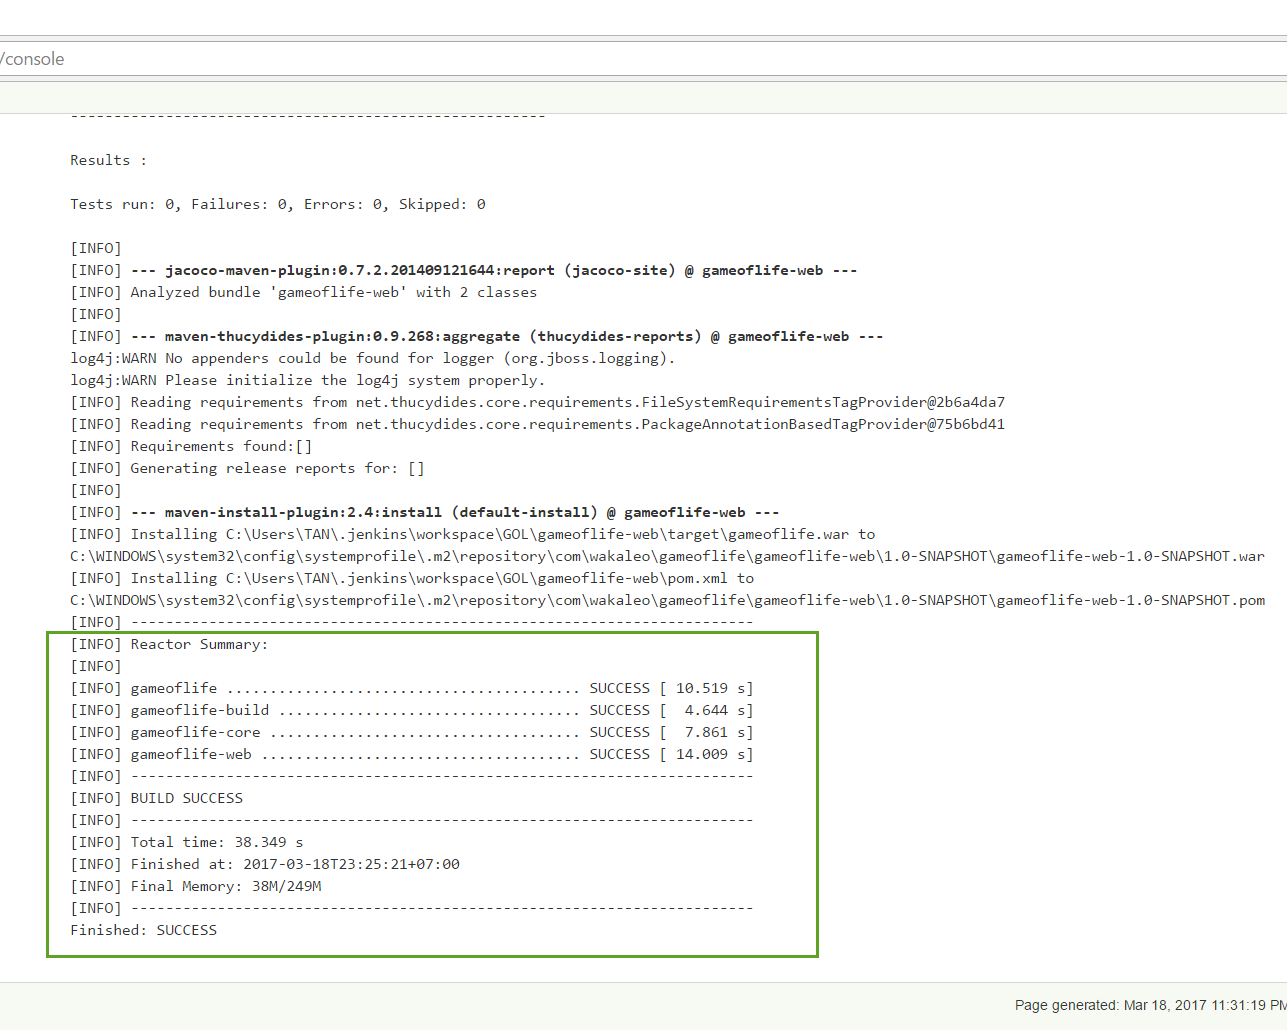 /console
-------------------------------------------------------
Results :
Tests run: 0, Failures: 0, Errors: 0, Skipped: 0
[INFO]
[INFO] --- jacoco-maven-plugin:0.7.2.201409121644:report (jacoco-site) @ gameoflife-web ---
[INFO] Analyzed bundle 'gameoflife-web' with 2 classes
[INFO]
[INFO] --- maven-thucydides-plugin:0.9.268:aggregate (thucydides-reports) @ gameoflife-web ---
log4j:WARN No appenders could be found for logger (org.jboss.logging).
log4j:WARN Please initialize the log4j system properly.
[INFO] Reading requirements from net.thucydides.core.requirements.FileSystemRequirementsTagProvider@2b6a4da7
[INFO] Reading requirements from net.thucydides.core.requirements.PackageAnnotationBasedTagProvider@75b6bd41
[INFO] Requirements found:[]
[INFO] Generating release reports for: []
[INFO]
[INFO] --- maven-install-plugin:2.4:install (default-install) @ gameoflife-web ---
[INFO] Installing C:\Users\TAN\.jenkins\workspace\GOL\gameoflife-web\target\gameoflife.war to
C:\WINDOWS\system32\config\systemprofile\.m2\repository\com\wakaleo\gameoflife\gameoflife-web\1.0-SNAPSHOT\gameoflife-web-1.0-SNAPSHOT.war
[INFO] Installing C:\Users\TAN\.jenkins\workspace\GOL\gameoflife-web\pom.xml to
C:\WINDOWS\system32\config\systemprofile\.m2\repository\com\wakaleo\gameoflife\gameoflife-web\1.0-SNAPSHOT\gameoflife-web-1.0-SNAPSHOT.pom
[INFO] ------------------------------------------------------------------------
[INFO] Reactor Summary:
[INFO]
[INFO] gameoflife ......................................... SUCCESS [ 10.519 s]
[INFO] gameoflife-build ................................... SUCCESS [  4.644 s]
[INFO] gameoflife-core .................................... SUCCESS [  7.861 s]
[INFO] gameoflife-web ..................................... SUCCESS [ 14.009 s]
[INFO] ------------------------------------------------------------------------
[INFO] BUILD SUCCESS
[INFO] ------------------------------------------------------------------------
[INFO] Total time: 38.349 s
[INFO] Finished at: 2017-03-18T23:25:21+07:00
[INFO] Final Memory: 38M/249M
[INFO] ------------------------------------------------------------------------
Finished: SUCCESS
Page generated: Mar 18, 2017 11:31:19 PM